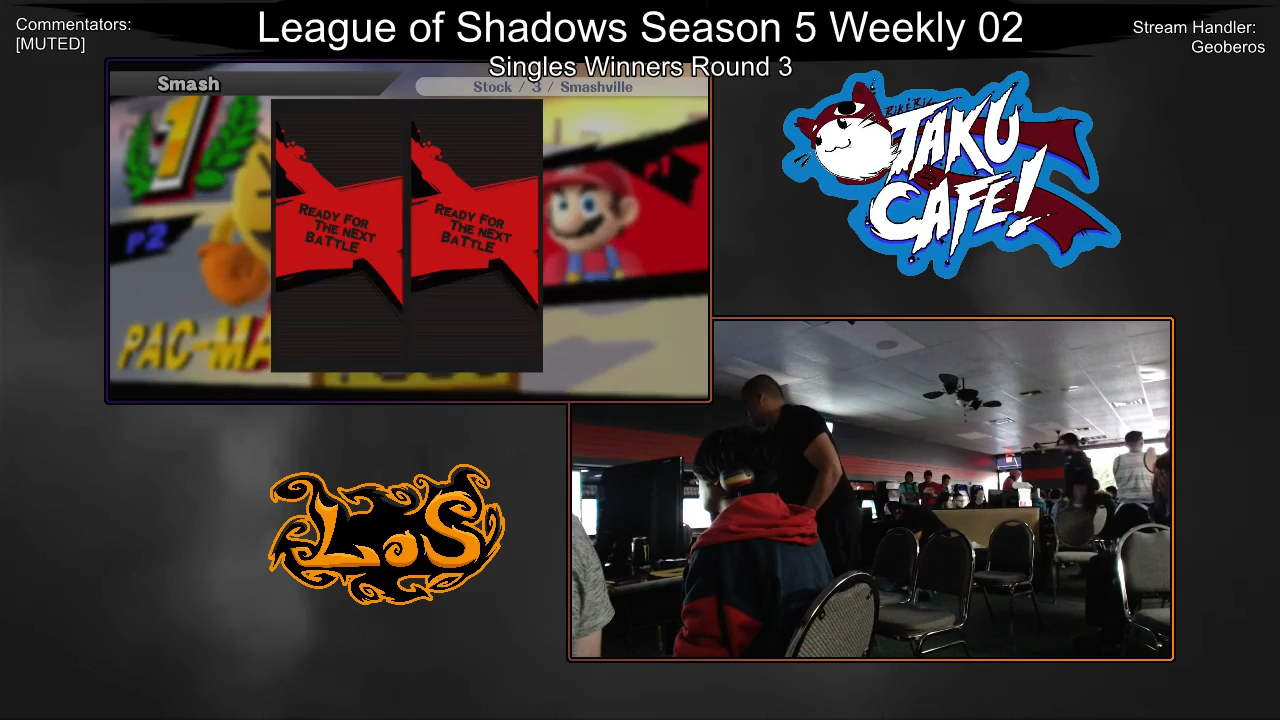 Commentators:
[MUTED]
League of Shadows Season 5 Weekly 02
Stream Handler:
Geoberos
Singles Winners Round 3
Smash
Stock / 3 / Smashville
1
P2
PAC-MA
READY FOR
THE NEXT
BATTLE
READY FOR
THE NEXT
BATTLE
OTAKU
CAFE!
LoS